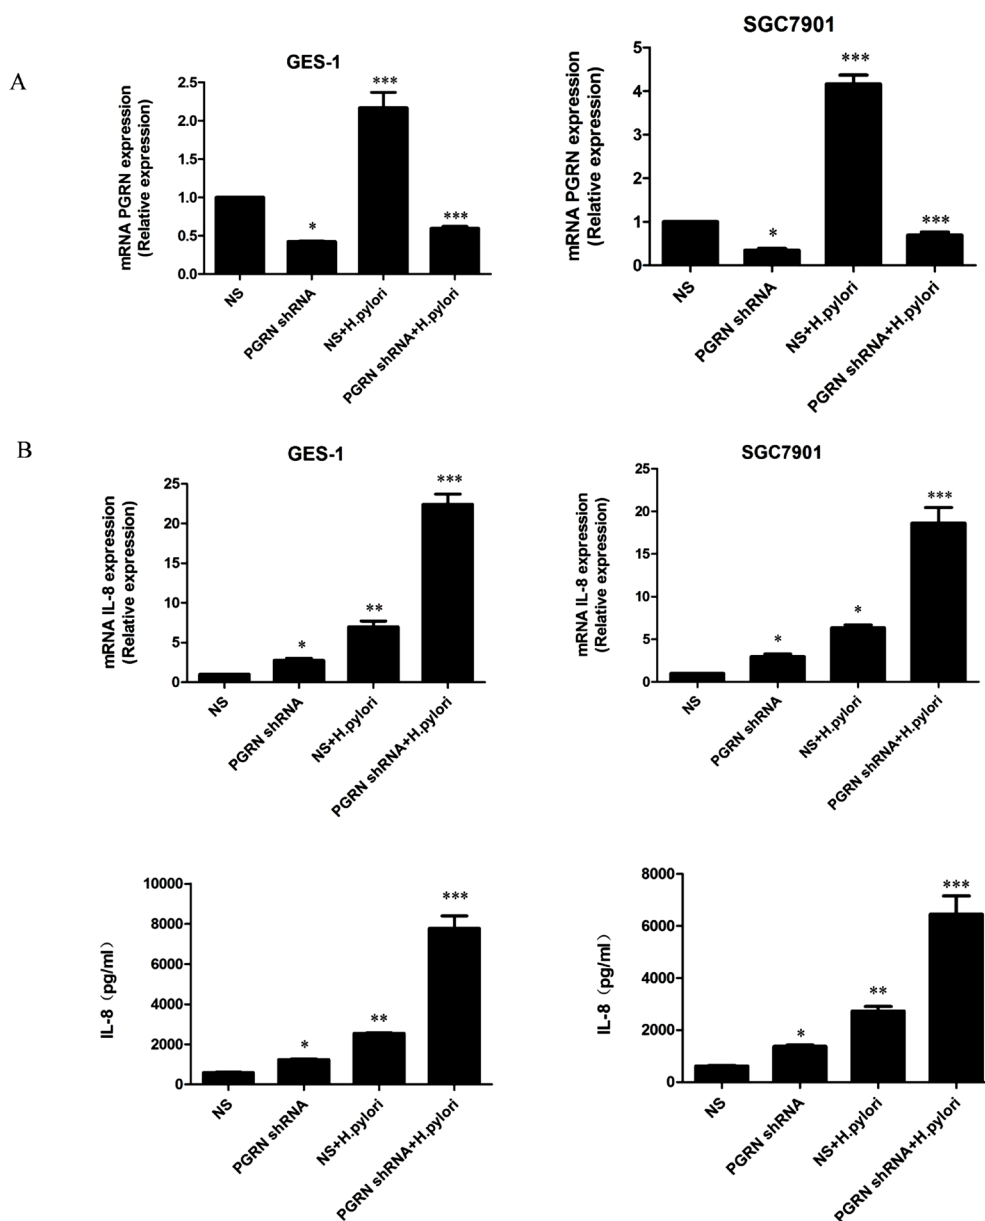 A
GES-1
mRNA PGRN expression
(Relative expression)
2.5
2.0
1.5
1.0
0.5
0.0
*
***
***
NS
PGRN shRNA
NS+H.pylori
PGRN shRNA+H.pylori
SGC7901
mRNA PGRN expression
(Relative expression)
5
4
3
2
1
0
*
***
***
NS
PGRN shRNA
NS+H.pylori
PGRN shRNA+H.pylori
B
GES-1
mRNA IL-8 expression
(Relative expression)
25
20
15
10
5
0
*
**
***
NS
PGRN shRNA
NS+H.pylori
PGRN shRNA+H.pylori
SGC7901
mRNA IL-8 expression
(Relative expression)
25
20
15
10
5
0
*
*
***
NS
PGRN shRNA
NS+H.pylori
PGRN shRNA+H.pylori
IL-8（pg/ml）
10000
8000
6000
4000
2000
0
*
**
***
NS
PGRN shRNA
NS+H.pylori
PGRN shRNA+H.pylori
IL-8（pg/ml）
8000
6000
4000
2000
0
*
**
***
NS
PGRN shRNA
NS+H.pylori
PGRN shRNA+H.pylori